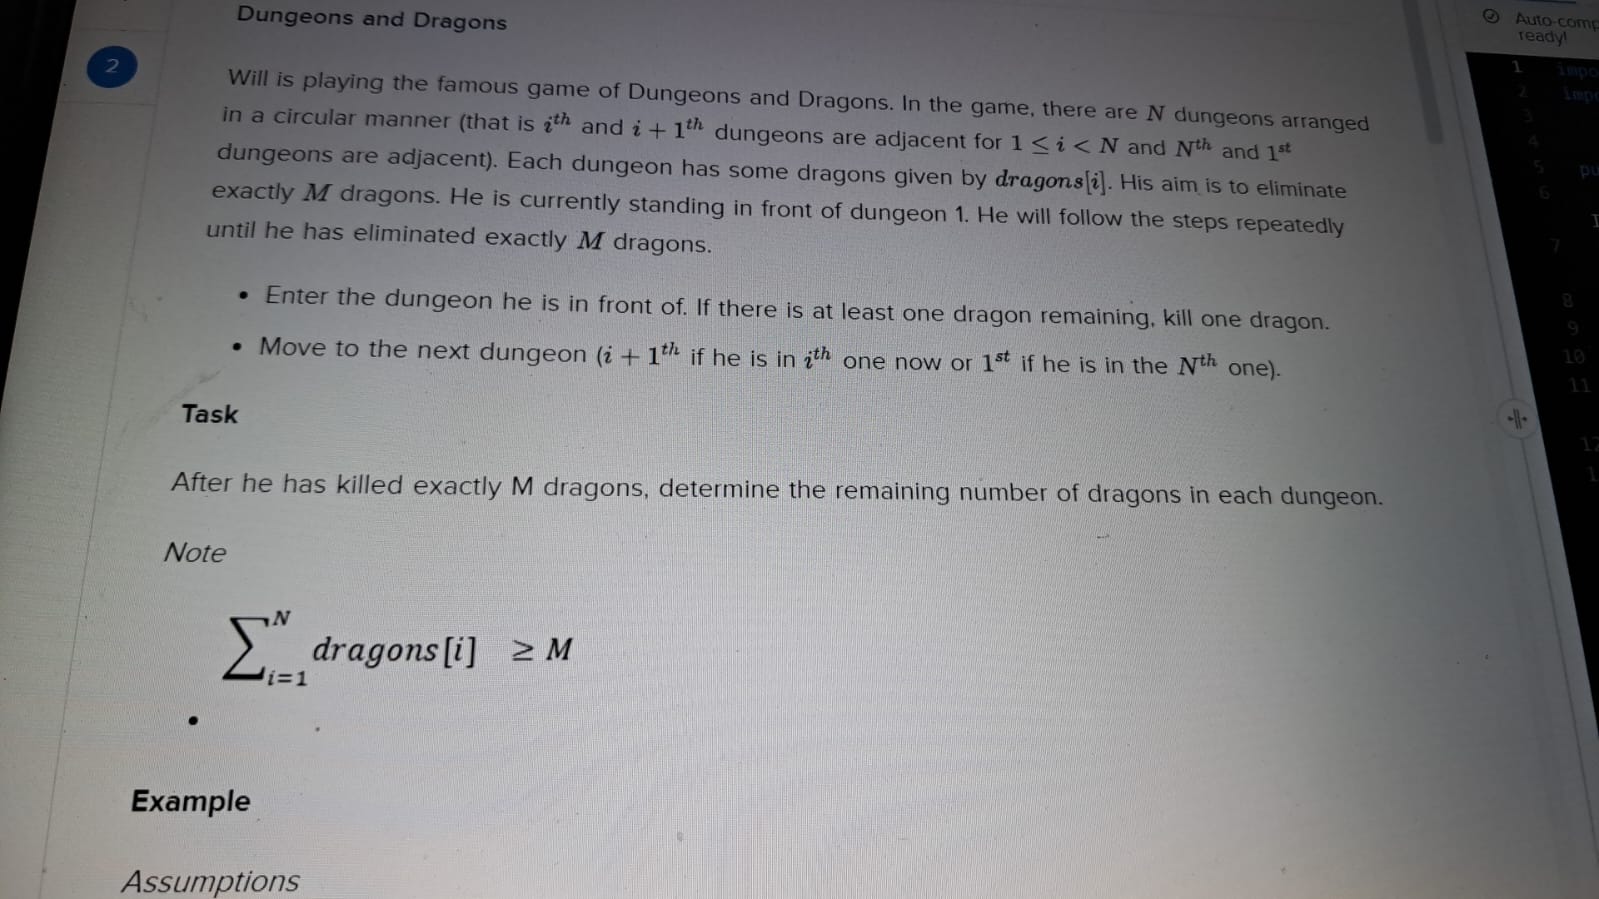 Dungeons and Dragons
Auto-comp
ready!
2
Will is playing the famous game of Dungeons and Dragons. In the game, there are N dungeons arranged
in a circular manner (that is i^th and i + 1^th dungeons are adjacent for 1 ≤ i < N and N^th and 1^st
dungeons are adjacent). Each dungeon has some dragons given by dragons[i]. His aim is to eliminate
exactly M dragons. He is currently standing in front of dungeon 1. He will follow the steps repeatedly
until he has eliminated exactly M dragons.
• Enter the dungeon he is in front of. If there is at least one dragon remaining, kill one dragon.
• Move to the next dungeon (i + 1^th if he is in i^th one now or 1^st if he is in the N^th one).
Task
After he has killed exactly M dragons, determine the remaining number of dragons in each dungeon.
Note
∑_{i=1}^{N} dragons[i] ≥ M
•
Example
Assumptions
1 impo
2 impo
3
4
5 pu
6
7
8
9
10
11